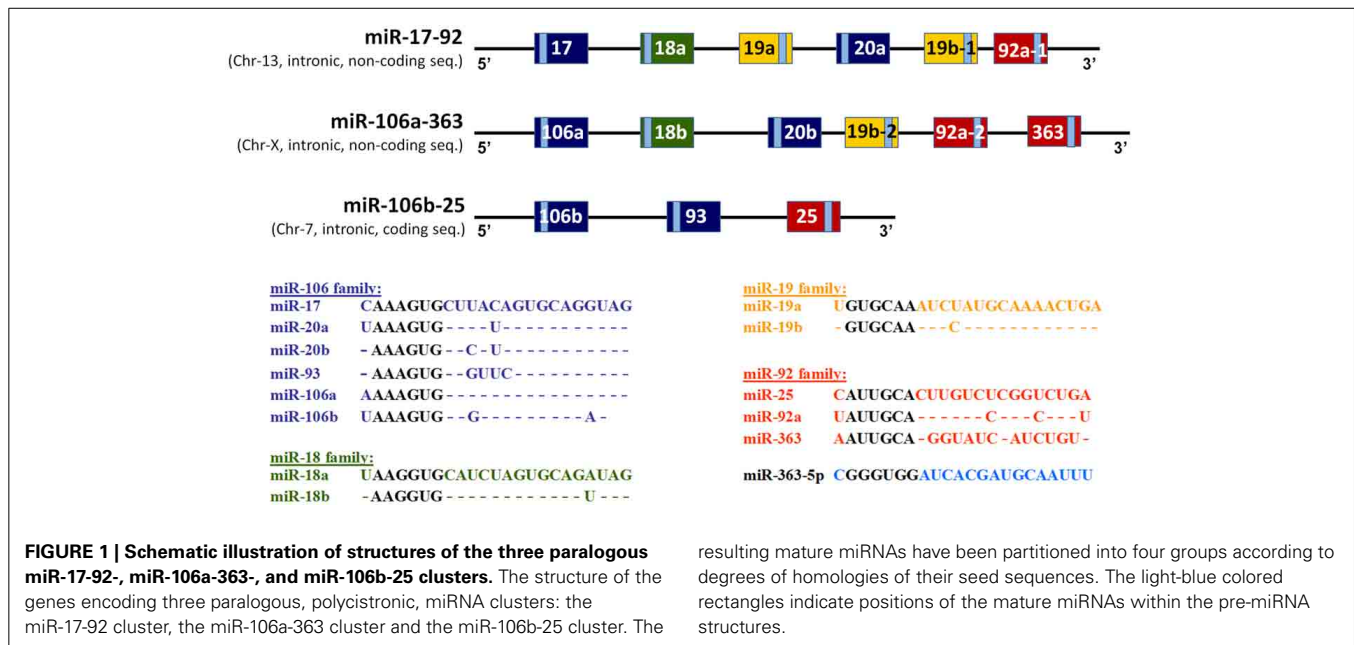 miR-17-92
(Chr-13, intronic, non-coding seq.) 5’ 17 18a 19a 20a 19b-1 92a-1 3’
miR-106a-363
(Chr-X, intronic, non-coding seq.) 5’ 106a 18b 20b 19b-2 92a-2 363 3’
miR-106b-25
(Chr-7, intronic, coding seq.) 5’ 106b 93 25 3’
miR-106 family:
miR-17 CAAAGUGCUUACAGUGCAGGUAG
miR-20a UAAAGUG----U-----------
miR-20b -AAAGUG--C-U-----------
miR-93 -AAAGUG--GUUC----------
miR-106a AAAAGUG----------------
miR-106b UAAAGUG--G---------A-
miR-18 family:
miR-18a UAAGGUGCAUCUAGUGCAGAUAG
miR-18b -AAGGUG------------U---
miR-19 family:
miR-19a UGUGCAAAUCUAUGCAAAACUGA
miR-19b -GUGCAA---C------------
miR-92 family:
miR-25 CAUUGCACUUGUCUCGGUCUGA
miR-92a UAUUGCA------C---C---U
miR-363 AAUUGCA-GGUAUC-AUCUGU-
miR-363-5p CGGGUGGAUCACGAUGCAAUUU
FIGURE 1 | Schematic illustration of structures of the three paralogous
miR-17-92-, miR-106a-363-, and miR-106b-25 clusters. The structure of the
genes encoding three paralogous, polycistronic, miRNA clusters: the
miR-17-92 cluster, the miR-106a-363 cluster and the miR-106b-25 cluster. The
resulting mature miRNAs have been partitioned into four groups according to
degrees of homologies of their seed sequences. The light-blue colored
rectangles indicate positions of the mature miRNAs within the pre-miRNA
structures.